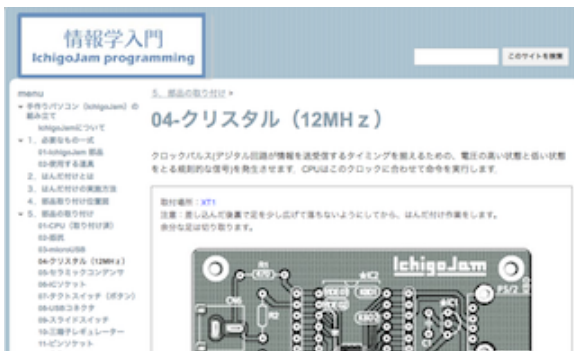 情報学入門
IchigoJam programming
このサイトを検索
menu
手作りパソコン（IchigoJam）の
組み立て
IchigoJamについて
1．必要なもの一式
01-IchigoJam 部品
02-使用する道具
2．はんだ付けとは
3．はんだ付けの実施方法
4．部品取り付け位置図
5．部品の取り付け
01-CPU（取り付け済）
02-抵抗
03-microUSB
04-クリスタル（12MHｚ）
05-セラミックコンデンサ
06-ICソケット
07-タクトスイッチ（ボタン）
08-USBコネクタ
09-スライドスイッチ
10-三端子レギュレーター
11-ピンソケット
5．部品の取り付け >
04-クリスタル（12MHｚ）
クロックパルス(デジタル回路が情報を送受信するタイミングを揃えるための、電圧の高い状態と低い状態
をとる規則的な信号)を発生させます．CPUはこのクロックに合わせて命令を実行します．
取付場所：XT1
注意：差し込んだ後裏で足を少し広げて落ちないようにしてから、はんだ付け作業をします。
余分な足は切り取ります。
IchigoJam
R1
470
CN5
R2
VIDEO1
VIDEO2
KBD1
KBD2
IC2
IC1
C1
PS/2